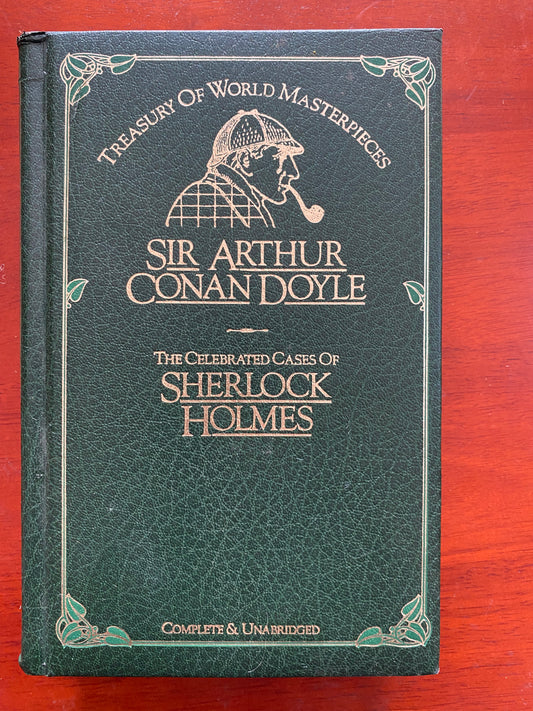 Treasury Of World Masterpieces
Sir Arthur
Conan Doyle
The Celebrated Cases Of
Sherlock
Holmes
Complete & Unabridged